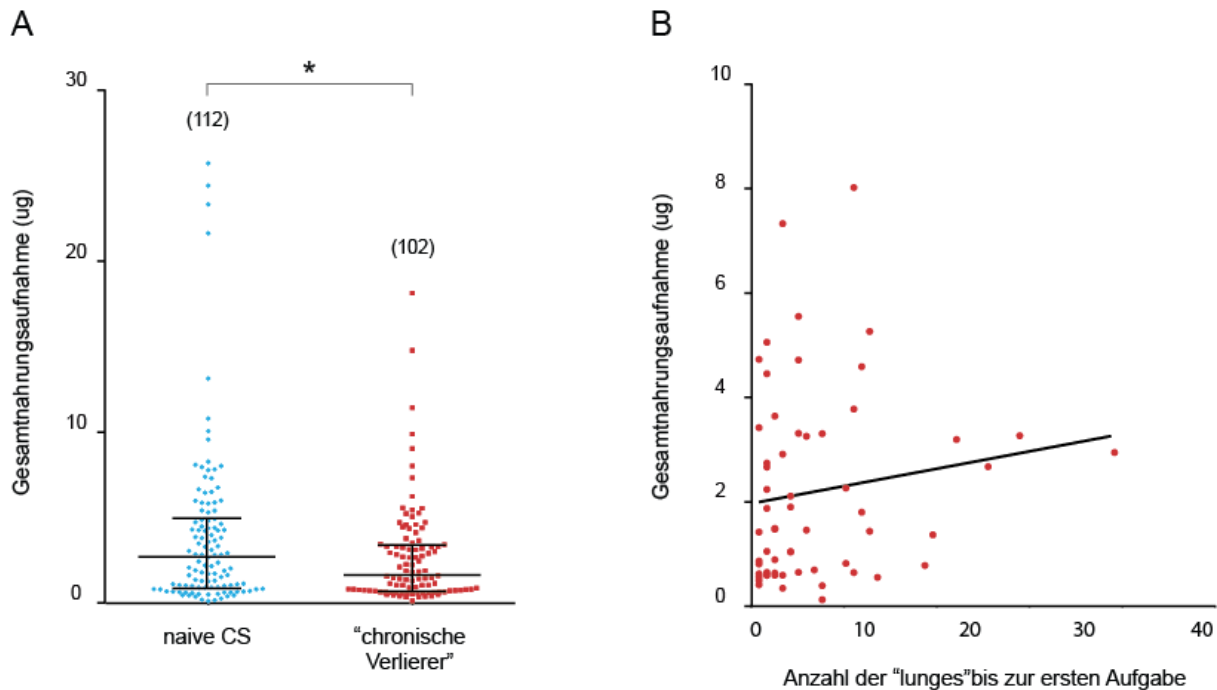 A
Gesamtnahrungsaufnahme (ug)
30
20
10
0
*
(112)
(102)
naive CS
“chronische
Verlierer”
B
Gesamtnahrungsaufnahme (ug)
10
8
6
4
2
0
0 10 20 30 40
Anzahl der “lunges”bis zur ersten Aufgabe